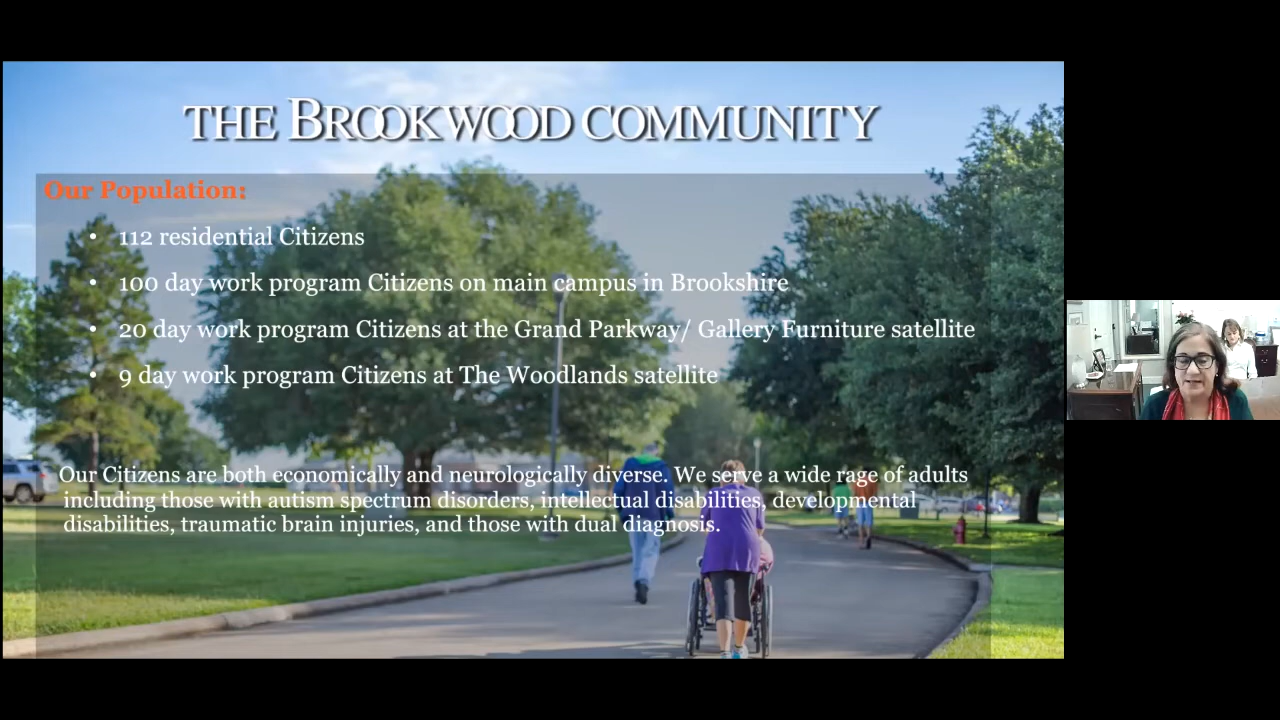 THE BROOKWOOD COMMUNITY
Our Population:
• 112 residential Citizens
• 100 day work program Citizens on main campus in Brookshire
• 20 day work program Citizens at the Grand Parkway/ Gallery Furniture satellite
• 9 day work program Citizens at The Woodlands satellite
Our Citizens are both economically and neurologically diverse. We serve a wide rage of adults
including those with autism spectrum disorders, intellectual disabilities, developmental
disabilities, traumatic brain injuries, and those with dual diagnosis.